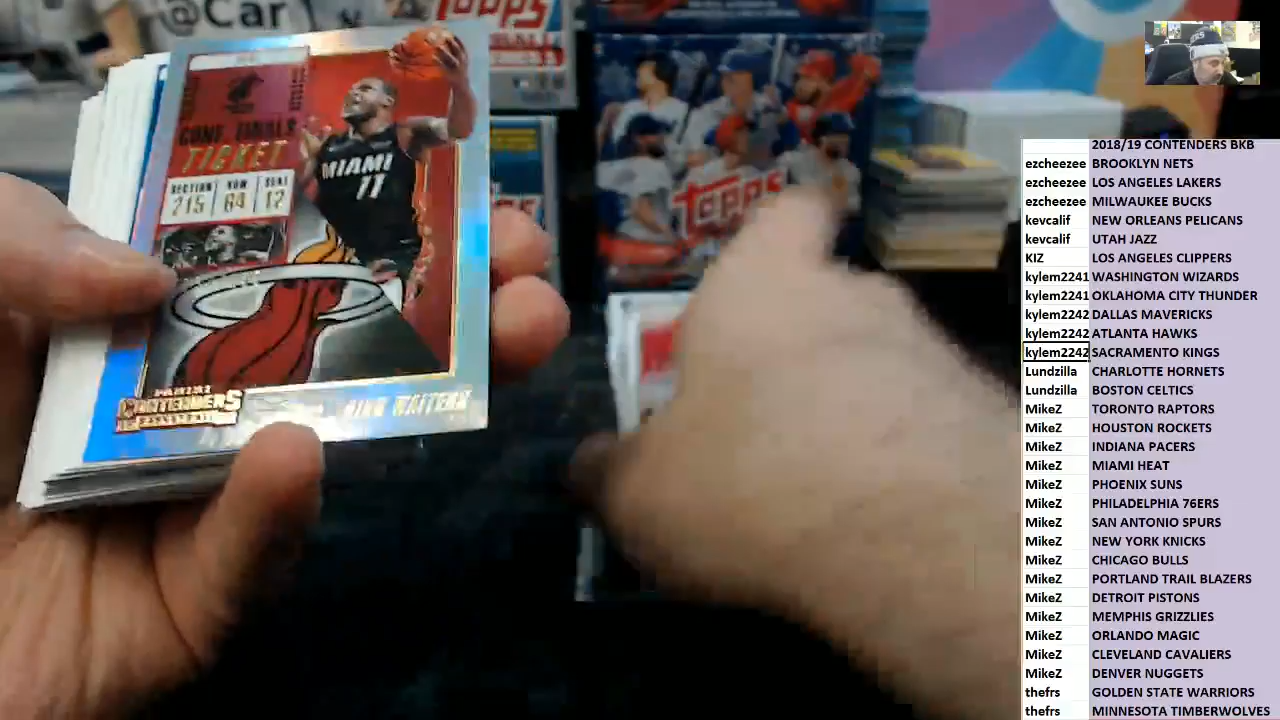 @Car
TOPPS
TOPPS
CONF. FINALS
TICKET
SECTION ROW SEAT
215 64 12
MIAMI
11
PANINI
CONTENDERS
BASKETBALL
DION WAITERS
2018/19 CONTENDERS BKB
ezcheezee BROOKLYN NETS
ezcheezee LOS ANGELES LAKERS
ezcheezee MILWAUKEE BUCKS
kevcalif NEW ORLEANS PELICANS
kevcalif UTAH JAZZ
KIZ LOS ANGELES CLIPPERS
kylem2241 WASHINGTON WIZARDS
kylem2241 OKLAHOMA CITY THUNDER
kylem2242 DALLAS MAVERICKS
kylem2242 ATLANTA HAWKS
kylem2242 SACRAMENTO KINGS
Lundzilla CHARLOTTE HORNETS
Lundzilla BOSTON CELTICS
MikeZ TORONTO RAPTORS
MikeZ HOUSTON ROCKETS
MikeZ INDIANA PACERS
MikeZ MIAMI HEAT
MikeZ PHOENIX SUNS
MikeZ PHILADELPHIA 76ERS
MikeZ SAN ANTONIO SPURS
MikeZ NEW YORK KNICKS
MikeZ CHICAGO BULLS
MikeZ PORTLAND TRAIL BLAZERS
MikeZ DETROIT PISTONS
MikeZ MEMPHIS GRIZZLIES
MikeZ ORLANDO MAGIC
MikeZ CLEVELAND CAVALIERS
MikeZ DENVER NUGGETS
thefrs GOLDEN STATE WARRIORS
thefrs MINNESOTA TIMBERWOLVES